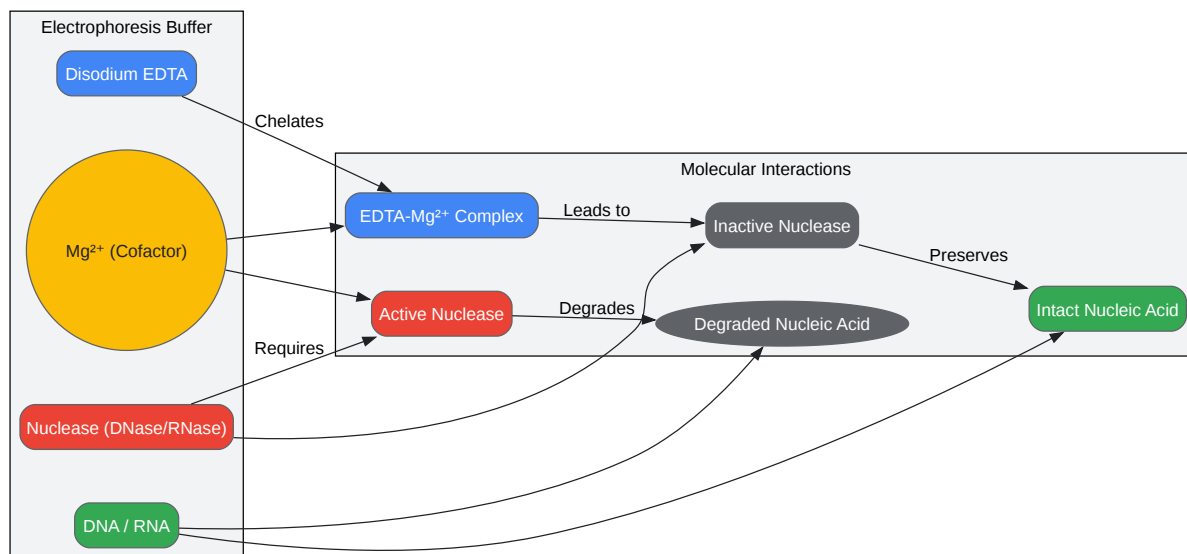 Electrophoresis Buffer
Disodium EDTA
Chelates
Molecular Interactions
EDTA-Mg²⁺ Complex
Leads to
Inactive Nuclease
Mg²⁺ (Cofactor)
Preserves
Active Nuclease
Degrades
Degraded Nucleic Acid
Intact Nucleic Acid
Requires
Nuclease (DNase/RNase)
DNA / RNA